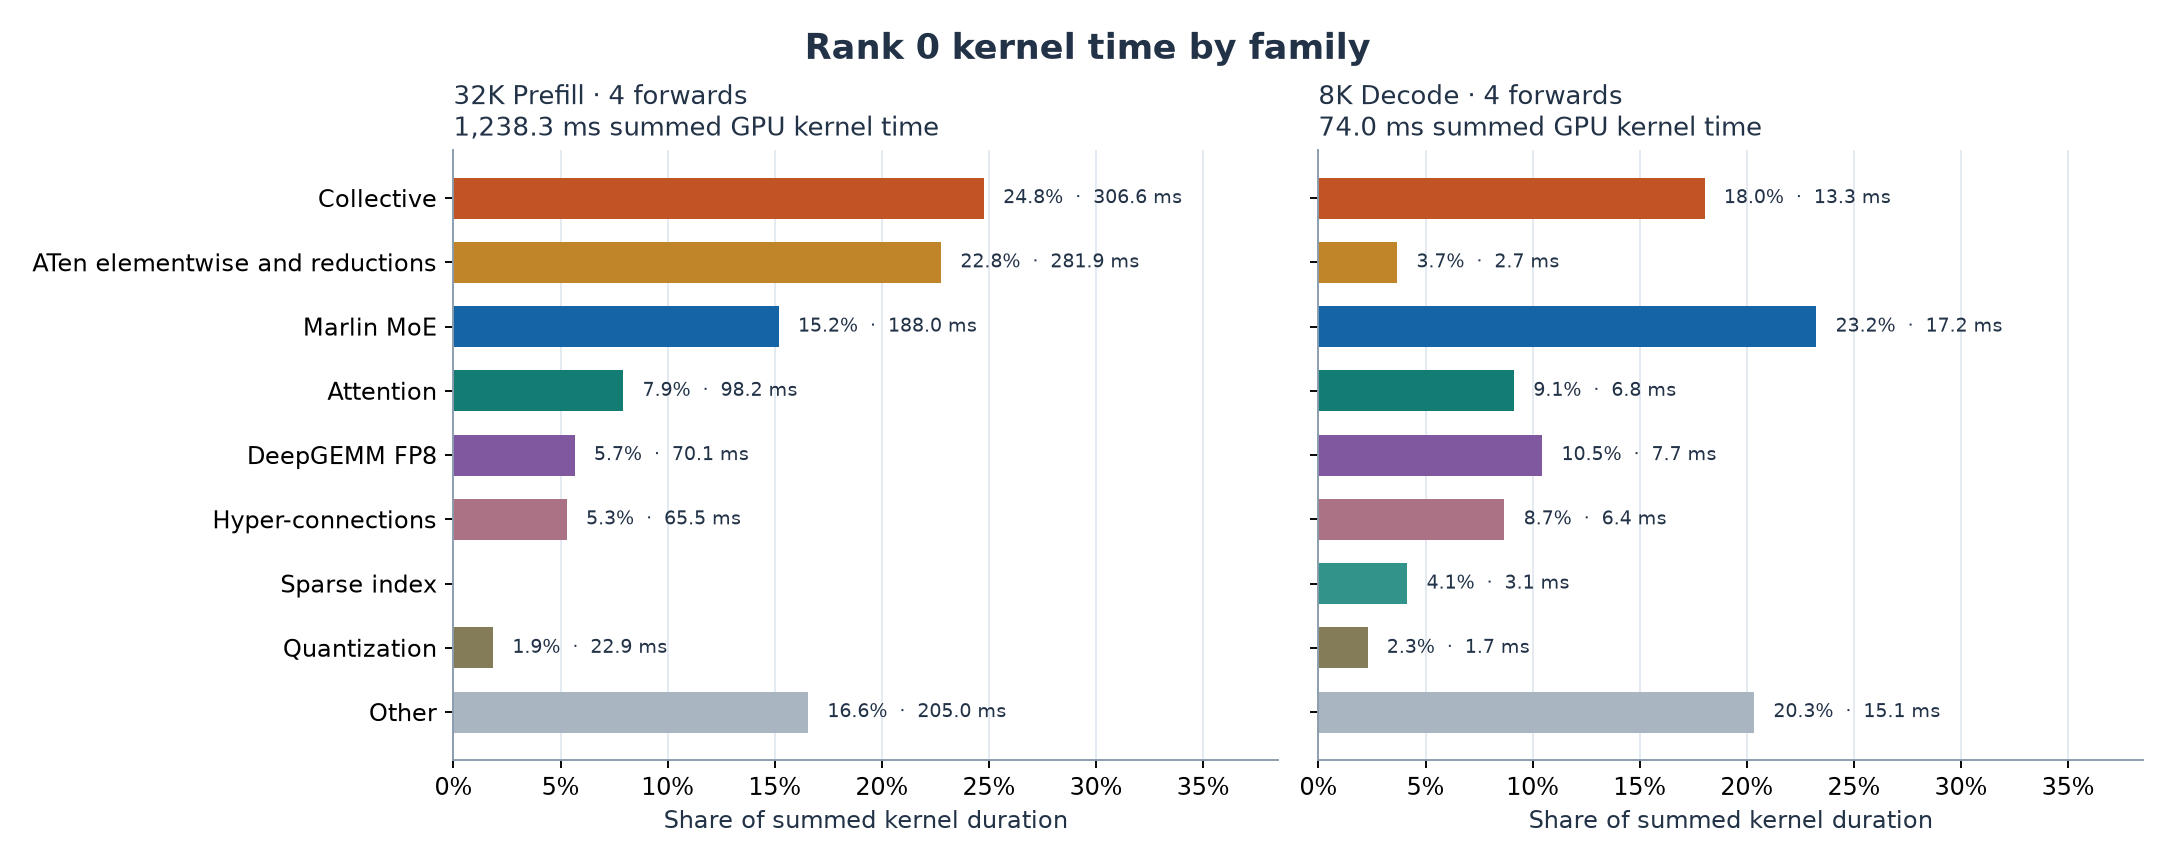 Rank 0 kernel time by family
32K Prefill · 4 forwards
1,238.3 ms summed GPU kernel time
Collective
24.8% · 306.6 ms
ATen elementwise and reductions
22.8% · 281.9 ms
Marlin MoE
15.2% · 188.0 ms
Attention
7.9% · 98.2 ms
DeepGEMM FP8
5.7% · 70.1 ms
Hyper-connections
5.3% · 65.5 ms
Sparse index
Quantization
1.9% · 22.9 ms
Other
16.6% · 205.0 ms
0% 5% 10% 15% 20% 25% 30% 35%
Share of summed kernel duration
8K Decode · 4 forwards
74.0 ms summed GPU kernel time
18.0% · 13.3 ms
3.7% · 2.7 ms
23.2% · 17.2 ms
9.1% · 6.8 ms
10.5% · 7.7 ms
8.7% · 6.4 ms
4.1% · 3.1 ms
2.3% · 1.7 ms
20.3% · 15.1 ms
0% 5% 10% 15% 20% 25% 30% 35%
Share of summed kernel duration